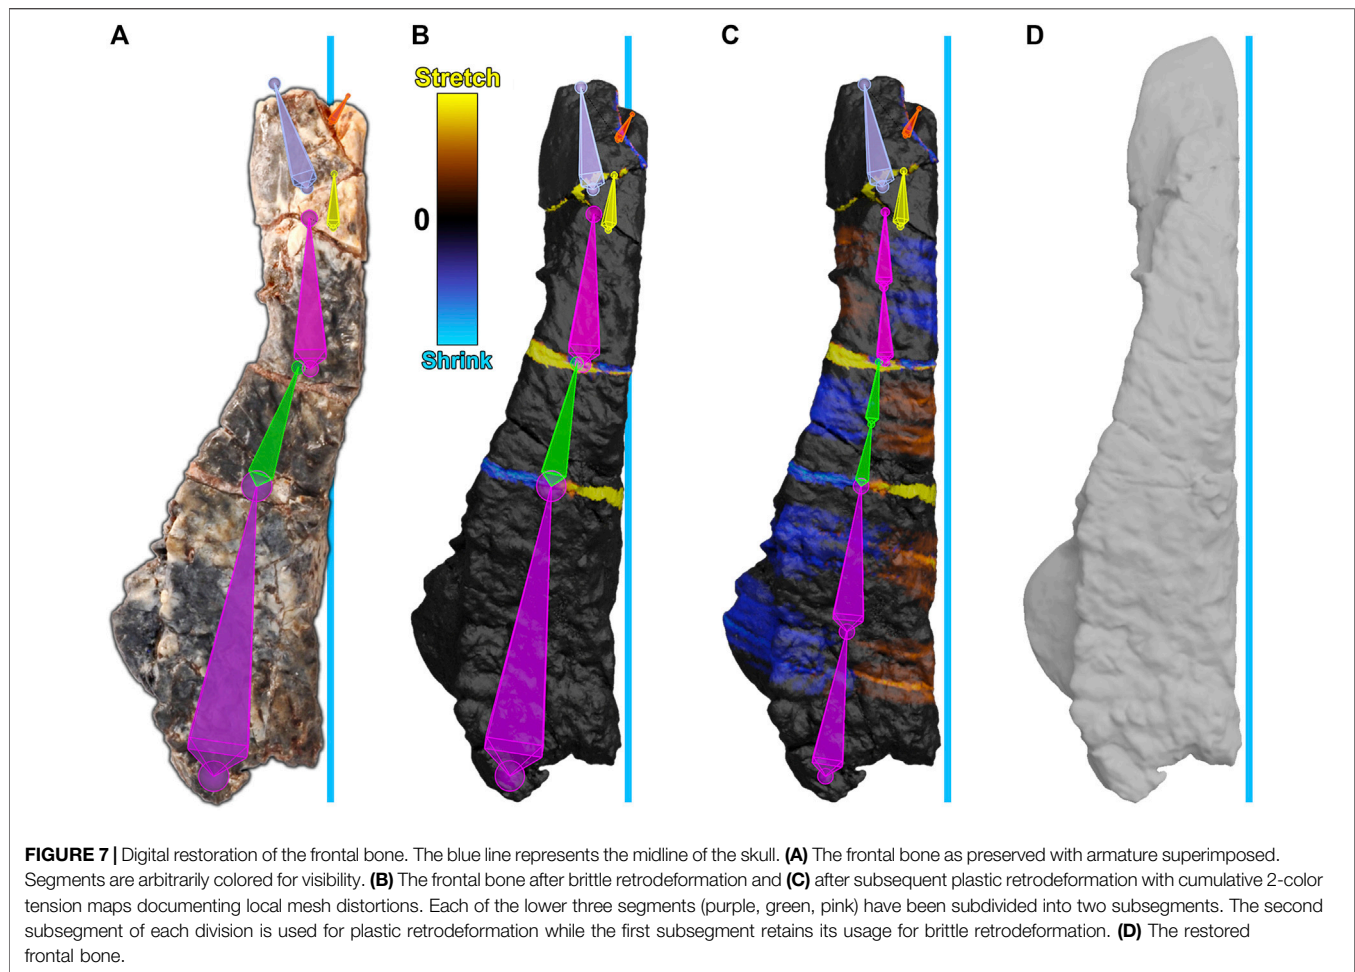 A
B
C
D
Stretch
0
Shrink
FIGURE 7 | Digital restoration of the frontal bone. The blue line represents the midline of the skull. (A) The frontal bone as preserved with armature superimposed.
Segments are arbitrarily colored for visibility. (B) The frontal bone after brittle retrodeformation and (C) after subsequent plastic retrodeformation with cumulative 2-color
tension maps documenting local mesh distortions. Each of the lower three segments (purple, green, pink) have been subdivided into two subsegments. The second
subsegment of each division is used for plastic retrodeformation while the first subsegment retains its usage for brittle retrodeformation. (D) The restored
frontal bone.